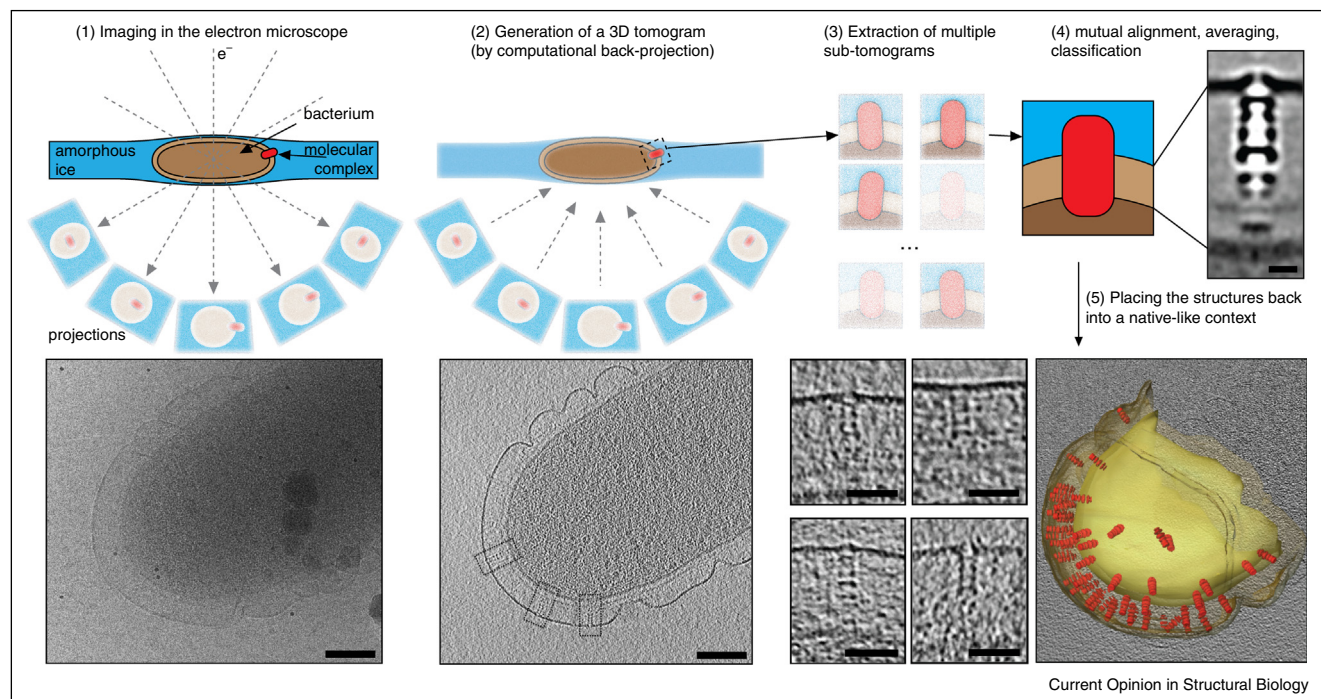 (1) Imaging in the electron microscope
e⁻
bacterium
amorphous
ice
molecular
complex
projections
(2) Generation of a 3D tomogram
(by computational back-projection)
(3) Extraction of multiple
sub-tomograms
...
(4) mutual alignment, averaging,
classification
(5) Placing the structures back
into a native-like context
Current Opinion in Structural Biology